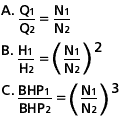 A. Q1/Q2 = N1/N2
B. H1/H2 = (N1/N2)2
C. BHP1/BHP2 = (N1/N2)3